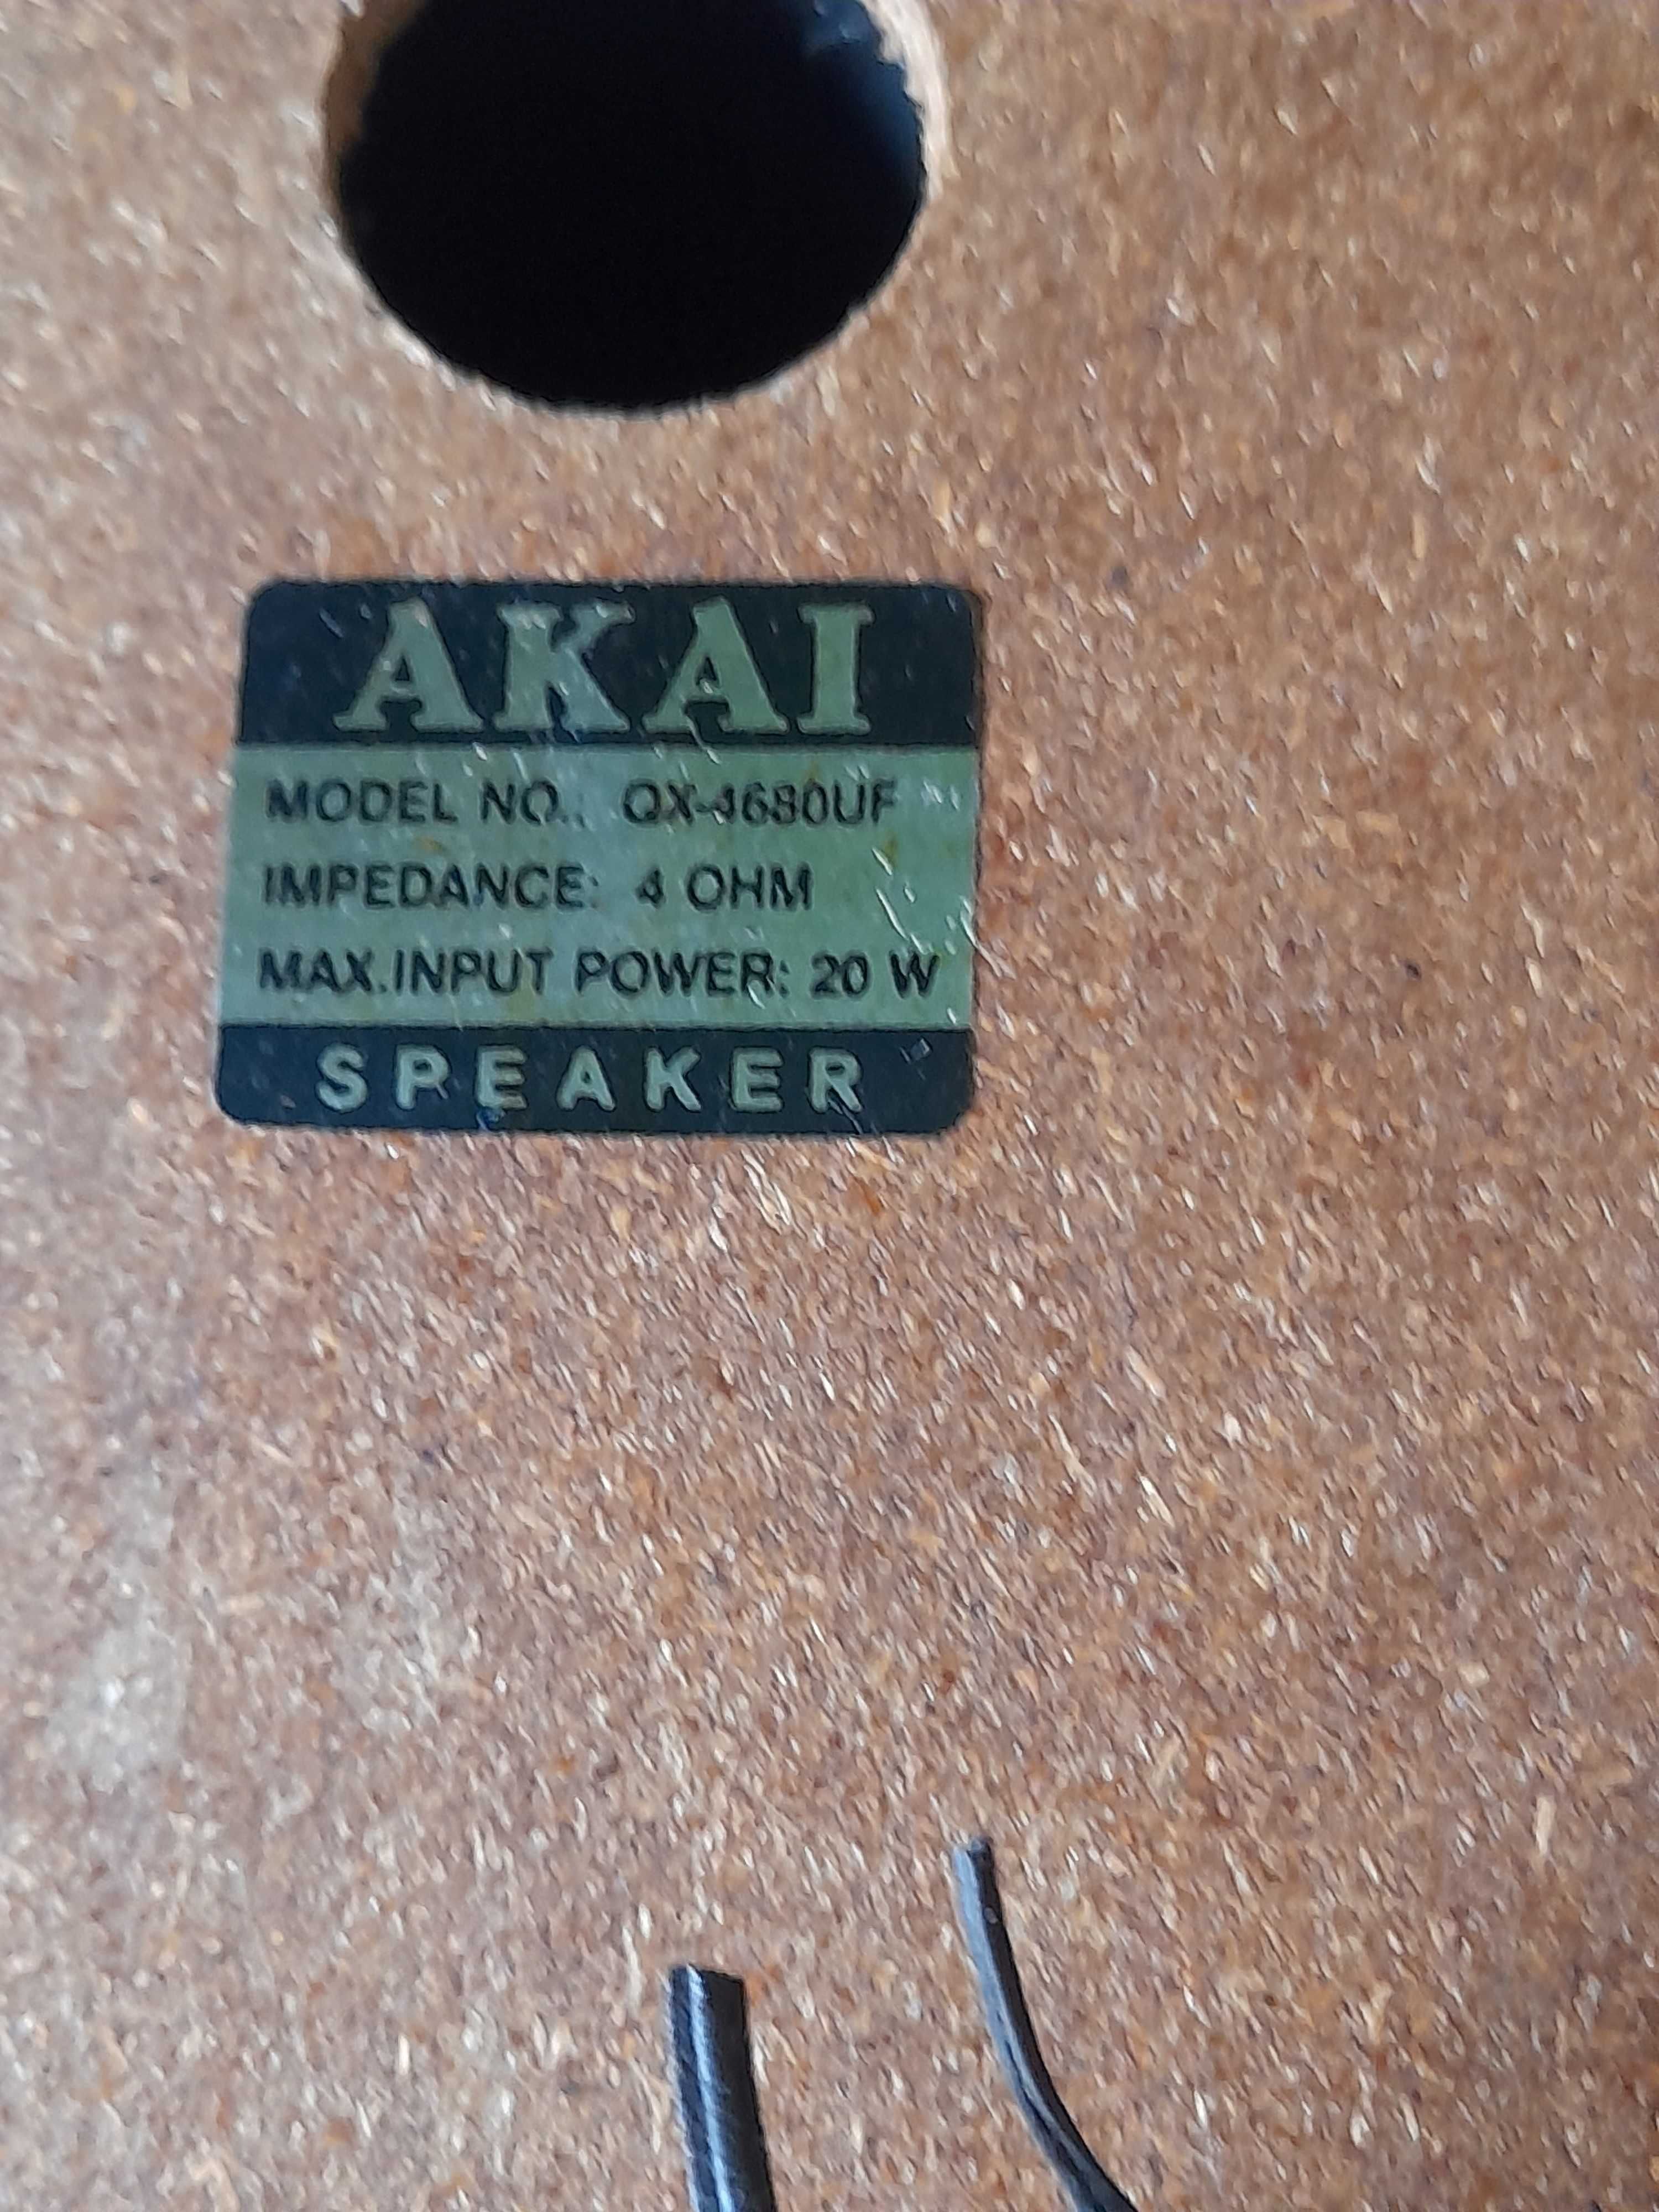 AKAI
MODEL NO.: QX-4680UF
IMPEDANCE: 4 OHM
MAX.INPUT POWER: 20 W
SPEAKER